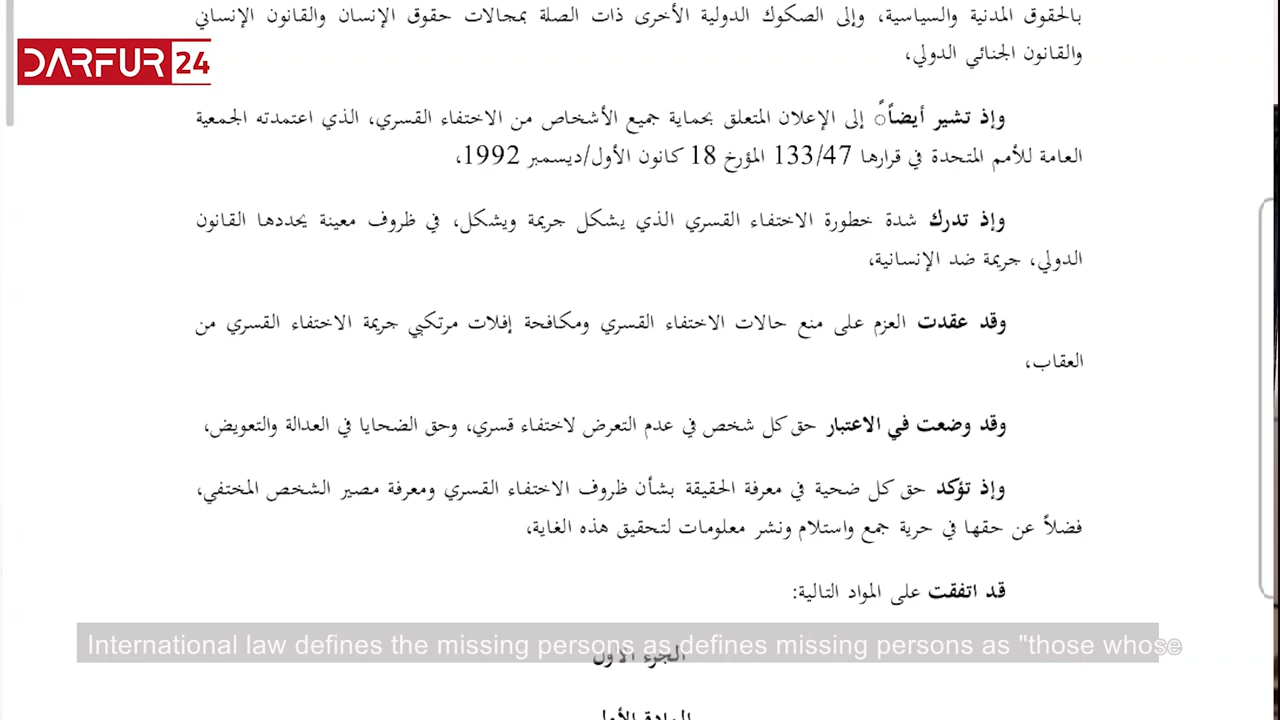 بالحقوق المدنية والسياسية، وإلى الصكوك الدولية الأخرى ذات الصلة بمجالات حقوق الإنسان والقانون الإنساني
والقانون الجنائي الدولي،
DARFUR 24
وإذ تشير أيضاً إلى الإعلان المتعلق بحماية جميع الأشخاص من الاختفاء القسري، الذي اعتمدته الجمعية
العامة للأمم المتحدة في قرارها 133/47 المؤرخ 18 كانون الأول/ديسمبر 1992،
وإذ تدرك شدة خطورة الاختفاء القسري الذي يشكل جريمة ويشكل، في ظروف معينة يحددها القانون
الدولي، جريمة ضد الإنسانية،
وقد عقدت العزم على منع حالات الاختفاء القسري ومكافحة إفلات مرتكبي جريمة الاختفاء القسري من
العقاب،
وقد وضعت في الاعتبار حق كل شخص في عدم التعرض لاختفاء قسري، وحق الضحايا في العدالة والتعويض،
وإذ تؤكد حق كل ضحية في معرفة الحقيقة بشأن ظروف الاختفاء القسري ومعرفة مصير الشخص المختفي،
فضلاً عن حقها في حرية جمع واستلام ونشر معلومات لتحقيق هذه الغاية،
قد اتفقت على المواد التالية:
International law defines the missing persons as defines missing persons as "those whose
الجزء الأول
المادة الأولى